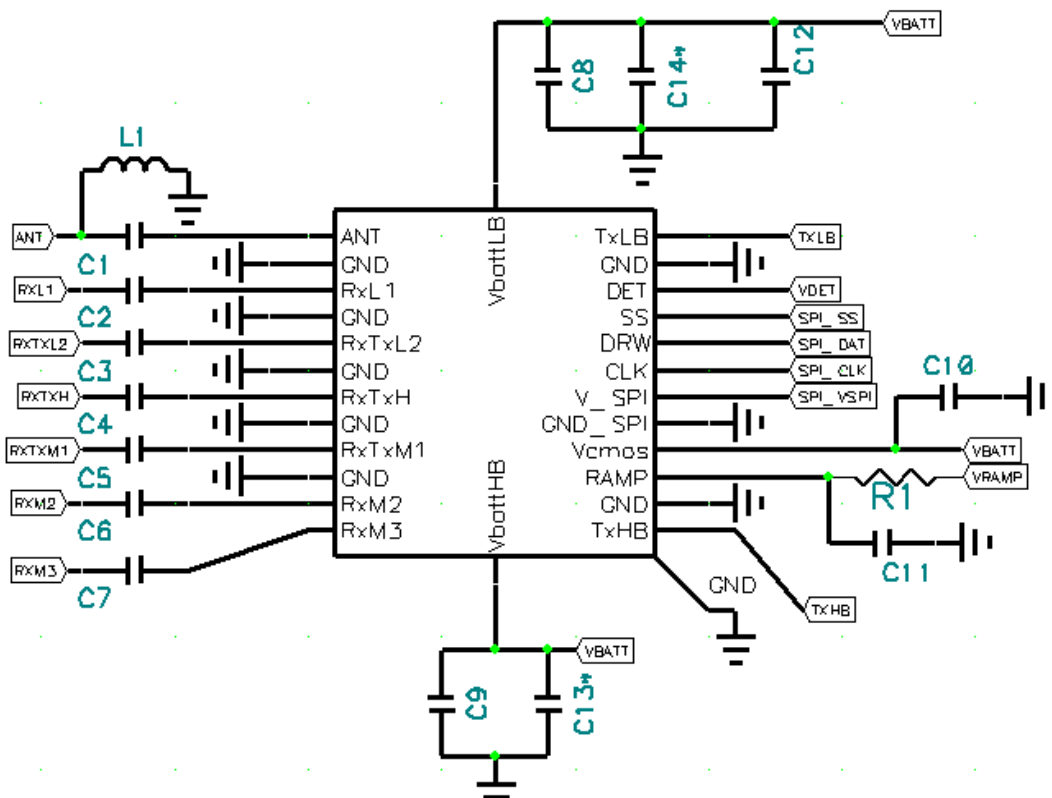 VBATT
C8
C14*
C12
L1
VbattLB
ANT
C1
ANT
GND
RXL1
C2
RxL1
GND
RXTXL2
C3
RxTxL2
GND
RXTXH
C4
RxTxH
GND
RXTXM1
C5
RxTxM1
GND
RXM2
C6
RxM2
RXM3
C7
RxM3
TxLB
TXLB
GND
DET
VDET
SS
SPI_SS
DRW
SPI_DAT
CLK
SPI_CLK
V_SPI
SPI_VSPI
GND_SPI
C10
Vcmos
VBATT
RAMP
R1
VRAMP
GND
C11
TxHB
TXHB
GND
VbattHB
VBATT
C9
C13*